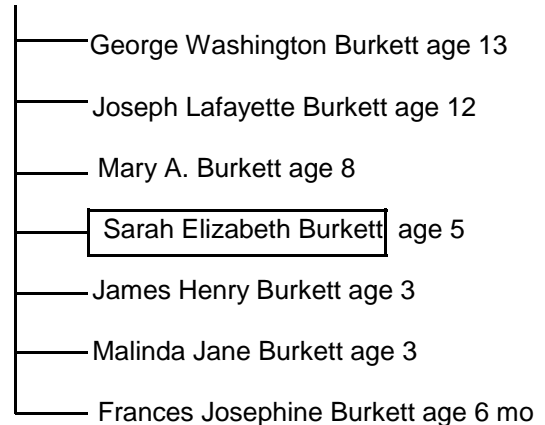 George Washington Burkett age 13
Joseph Lafayette Burkett age 12
Mary A. Burkett age 8
Sarah Elizabeth Burkett age 5
James Henry Burkett age 3
Malinda Jane Burkett age 3
Frances Josephine Burkett age 6 mo